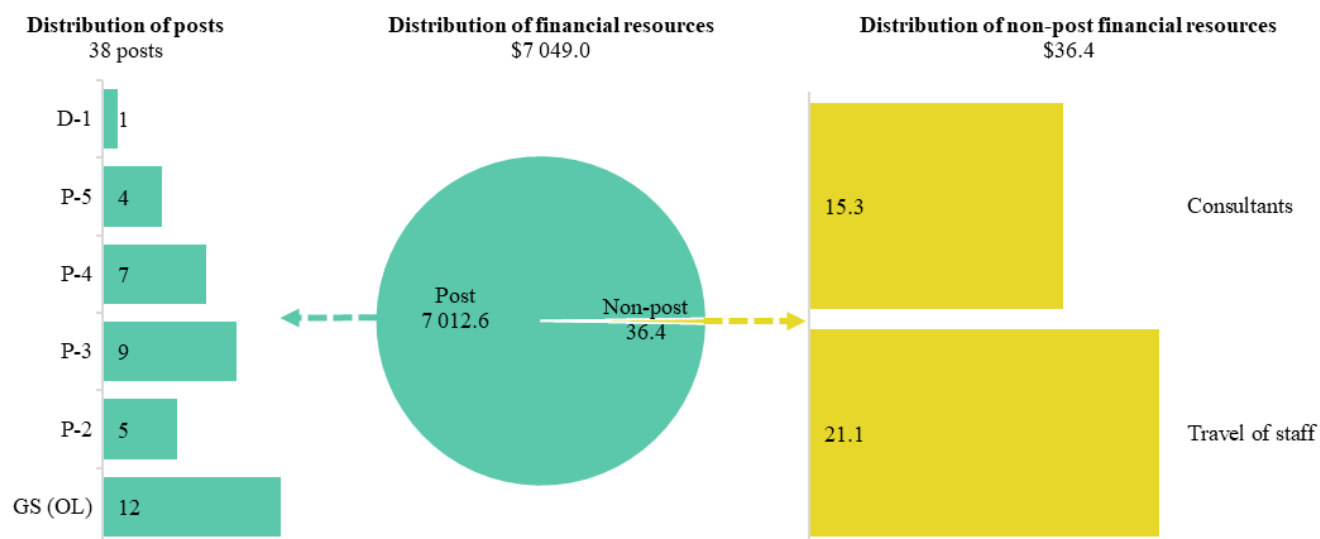 Distribution of posts
38 posts
D-1
1
P-5
4
P-4
7
P-3
9
P-2
5
GS (OL)
12
Distribution of financial resources
$7 049.0
Post
7 012.6
Non-post
36.4
Distribution of non-post financial resources
$36.4
15.3
Consultants
21.1
Travel of staff